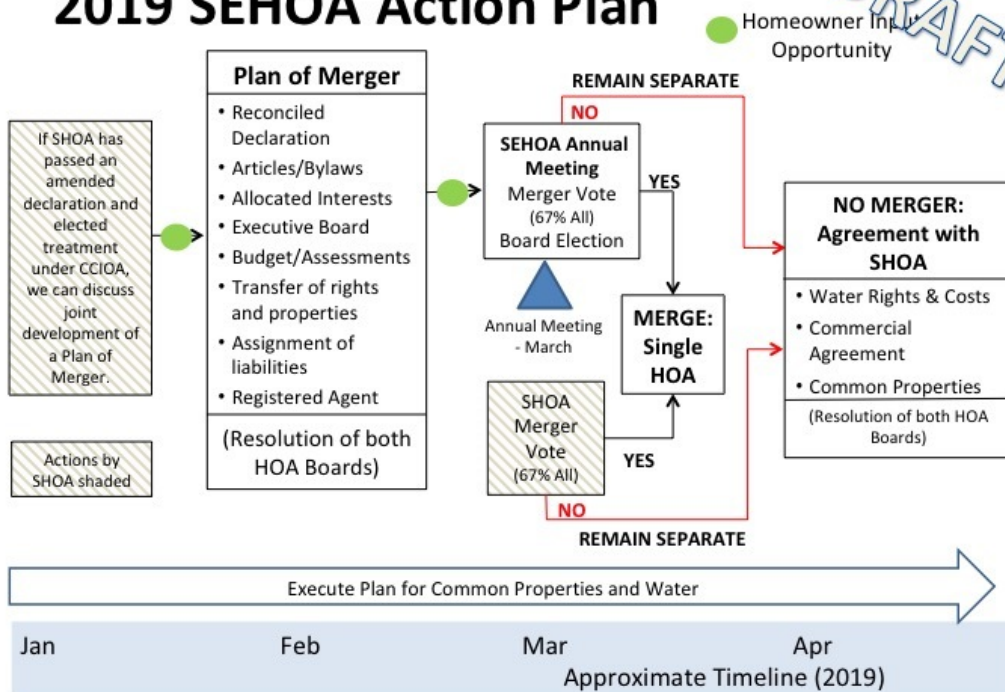 2019 SEHOA Action Plan
DRAFT
Homeowner Input
Opportunity
If SHOA has
passed an
amended
declaration and
elected
treatment
under CCIOA,
we can discuss
joint
development of
a Plan of
Merger.
Actions by
SHOA shaded
Plan of Merger
• Reconciled
Declaration
• Articles/Bylaws
• Allocated Interests
• Executive Board
• Budget/Assessments
• Transfer of rights
and properties
• Assignment of
liabilities
• Registered Agent
(Resolution of both
HOA Boards)
REMAIN SEPARATE
NO
SEHOA Annual
Meeting
Merger Vote
(67% All)
Board Election
YES
Annual Meeting
- March
MERGE:
Single
HOA
SHOA
Merger
Vote
(67% All)
YES
NO
REMAIN SEPARATE
NO MERGER:
Agreement with
SHOA
• Water Rights & Costs
• Commercial
Agreement
• Common Properties
(Resolution of both HOA
Boards)
Execute Plan for Common Properties and Water
Jan Feb Mar Apr
Approximate Timeline (2019)